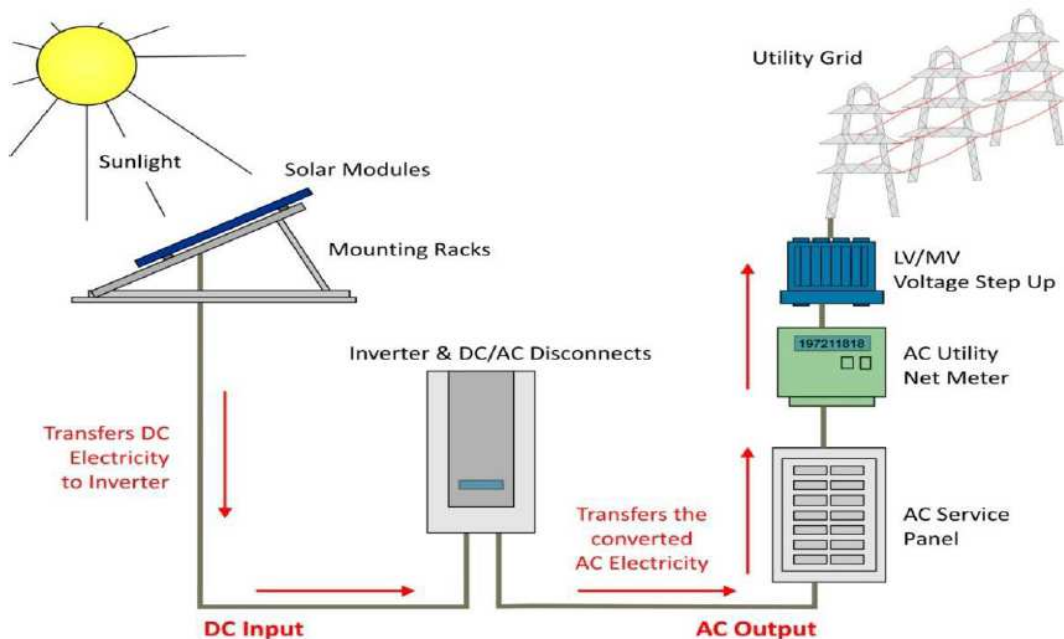 Utility Grid
Sunlight
Solar Modules
Mounting Racks
LV/MV
Voltage Step Up
197211818
AC Utility
Net Meter
Inverter & DC/AC Disconnects
Transfers DC
Electricity
to Inverter
Transfers the
converted
AC Electricity
AC Service
Panel
DC Input
AC Output